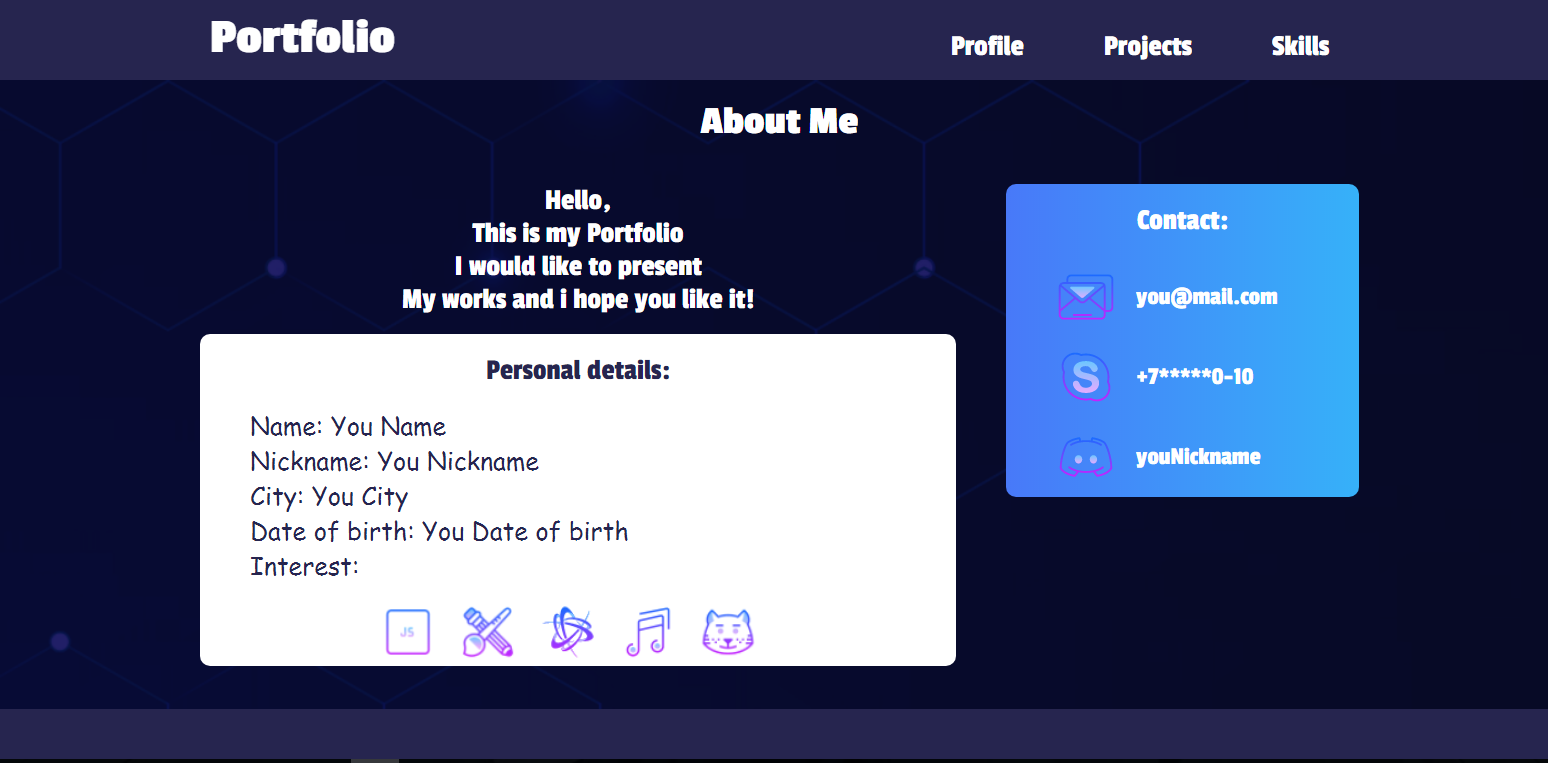 Portfolio
Profile
Projects
Skills
About Me
Hello,
This is my Portfolio
I would like to present
My works and i hope you like it!
Personal details:
Name: You Name
Nickname: You Nickname
City: You City
Date of birth: You Date of birth
Interest:
JS
Contact:
you@mail.com
S
+7*****0-10
youNickname